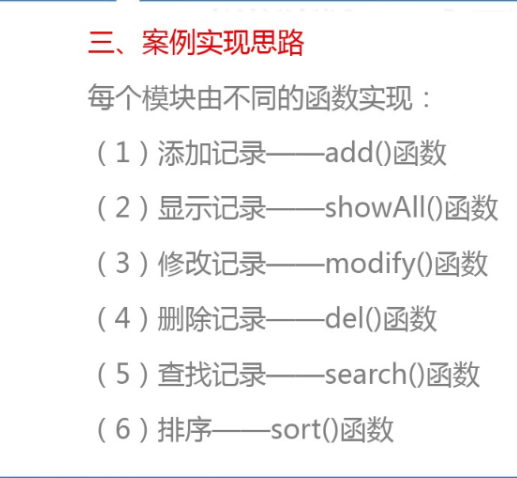 三、案例实现思路
每个模块由不同的函数实现：
（1）添加记录——add()函数
（2）显示记录——showAll()函数
（3）修改记录——modify()函数
（4）删除记录——del()函数
（5）查找记录——search()函数
（6）排序——sort()函数